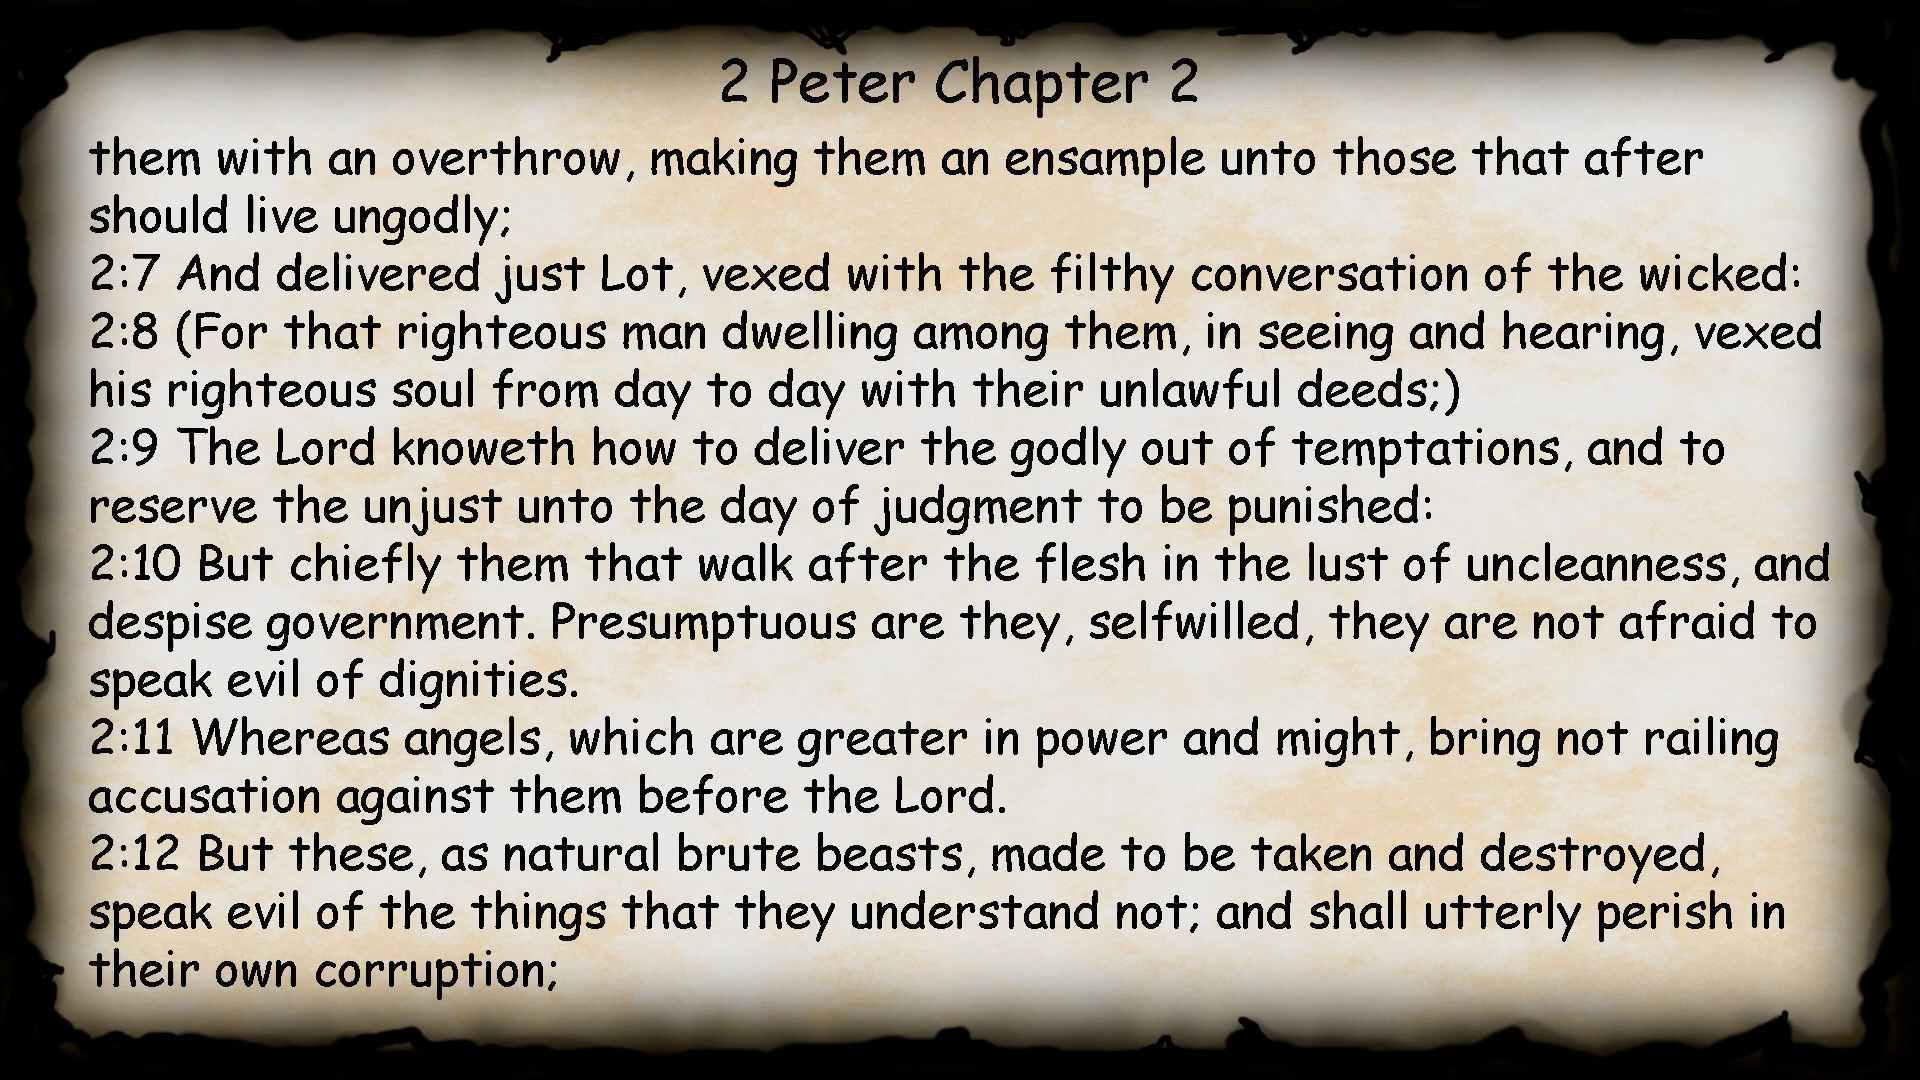 2 Peter Chapter 2
them with an overthrow, making them an ensample unto those that after
should live ungodly;
2:7 And delivered just Lot, vexed with the filthy conversation of the wicked:
2:8 (For that righteous man dwelling among them, in seeing and hearing, vexed
his righteous soul from day to day with their unlawful deeds;)
2:9 The Lord knoweth how to deliver the godly out of temptations, and to
reserve the unjust unto the day of judgment to be punished:
2:10 But chiefly them that walk after the flesh in the lust of uncleanness, and
despise government. Presumptuous are they, selfwilled, they are not afraid to
speak evil of dignities.
2:11 Whereas angels, which are greater in power and might, bring not railing
accusation against them before the Lord.
2:12 But these, as natural brute beasts, made to be taken and destroyed,
speak evil of the things that they understand not; and shall utterly perish in
their own corruption;